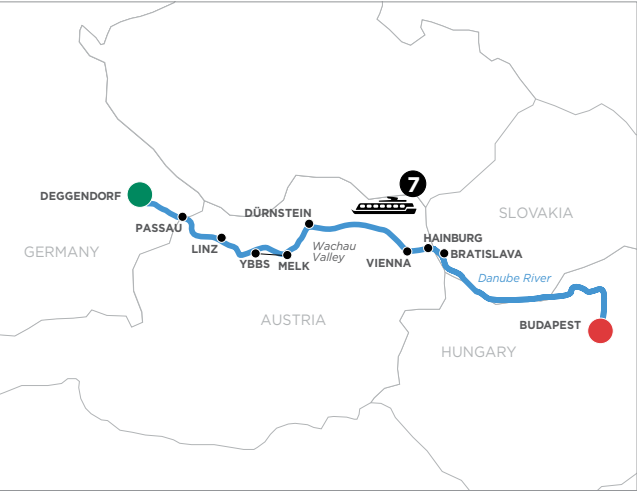 7
DEGGENDORF
DÜRNSTEIN
SLOVAKIA
PASSAU
HAINBURG
LINZ
Wachau
Valley
GERMANY
BRATISLAVA
YBBS
MELK
VIENNA
Danube River
AUSTRIA
BUDAPEST
HUNGARY